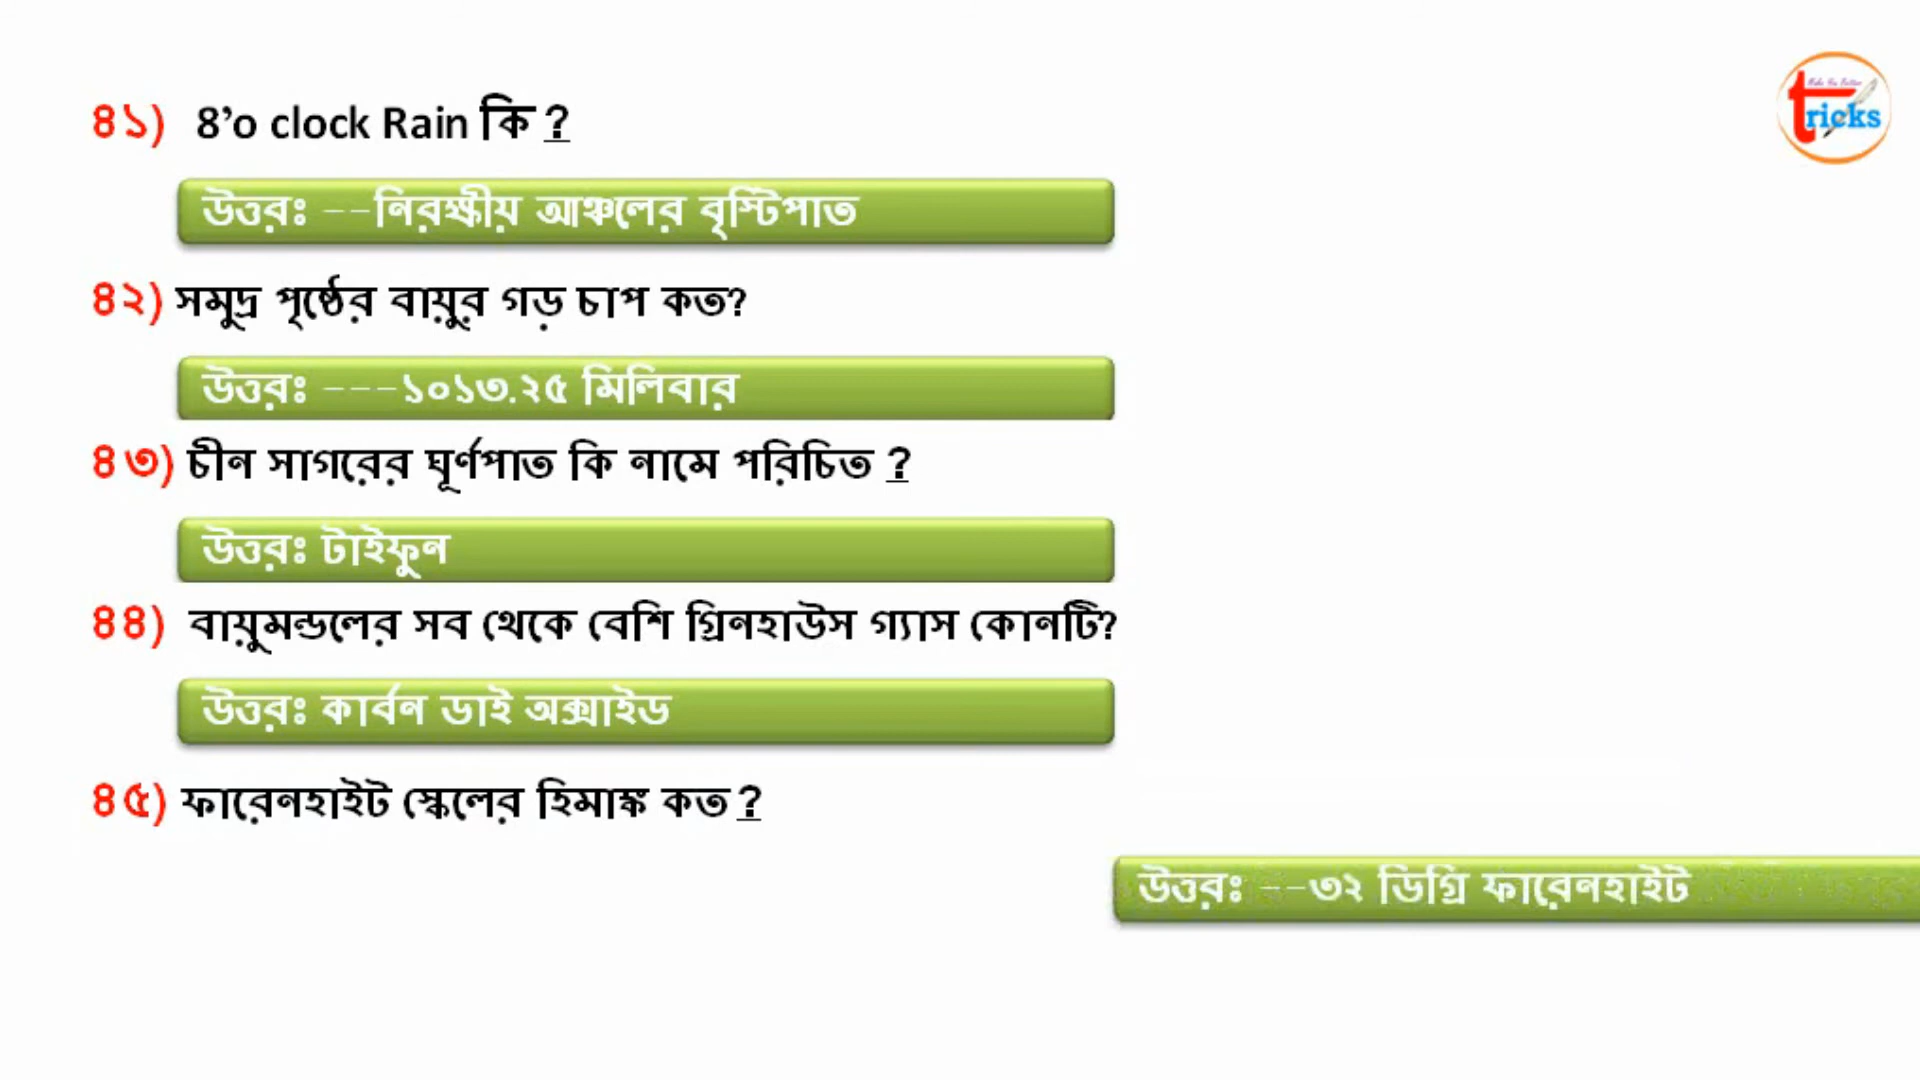 ৪১) 8’o clock Rain কি ?
উত্তরঃ --নিরক্ষীয় আঞ্চলের বৃস্টিপাত
৪২) সমুদ্র পৃষ্ঠের বায়ুর গড় চাপ কত?
উত্তরঃ ---১০১৩.২৫ মিলিবার
৪৩) চীন সাগরের ঘূর্ণপাত কি নামে পরিচিত ?
উত্তরঃ টাইফুন
৪৪) বায়ুমন্ডলের সব থেকে বেশি গ্রিনহাউস গ্যাস কোনটি?
উত্তরঃ কার্বন ডাই অক্সাইড
৪৫) ফারেনহাইট স্কেলের হিমাঙ্ক কত ?
উত্তরঃ --৩২ ডিগ্রি ফারেনহাইট
tricks